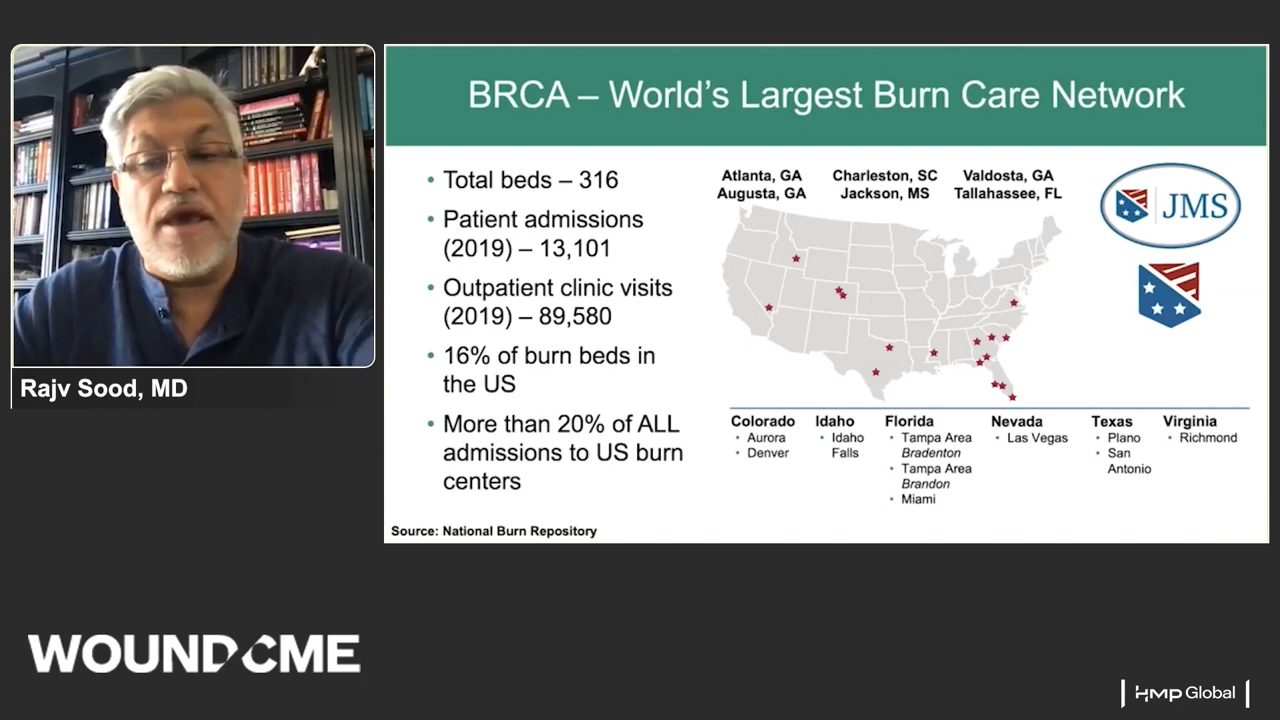 BRCA – World's Largest Burn Care Network
• Total beds – 316
• Patient admissions
(2019) – 13,101
• Outpatient clinic visits
(2019) – 89,580
• 16% of burn beds in
the US
• More than 20% of ALL
admissions to US burn
centers
Atlanta, GA
Augusta, GA
Charleston, SC
Jackson, MS
Valdosta, GA
Tallahassee, FL
JMS
Colorado
• Aurora
• Denver
Idaho
• Idaho
Falls
Florida
• Tampa Area
Bradenton
• Tampa Area
Brandon
• Miami
Nevada
• Las Vegas
Texas
• Plano
• San
Antonio
Virginia
• Richmond
Source: National Burn Repository
Rajv Sood, MD
WOUNDCME
HMP Global